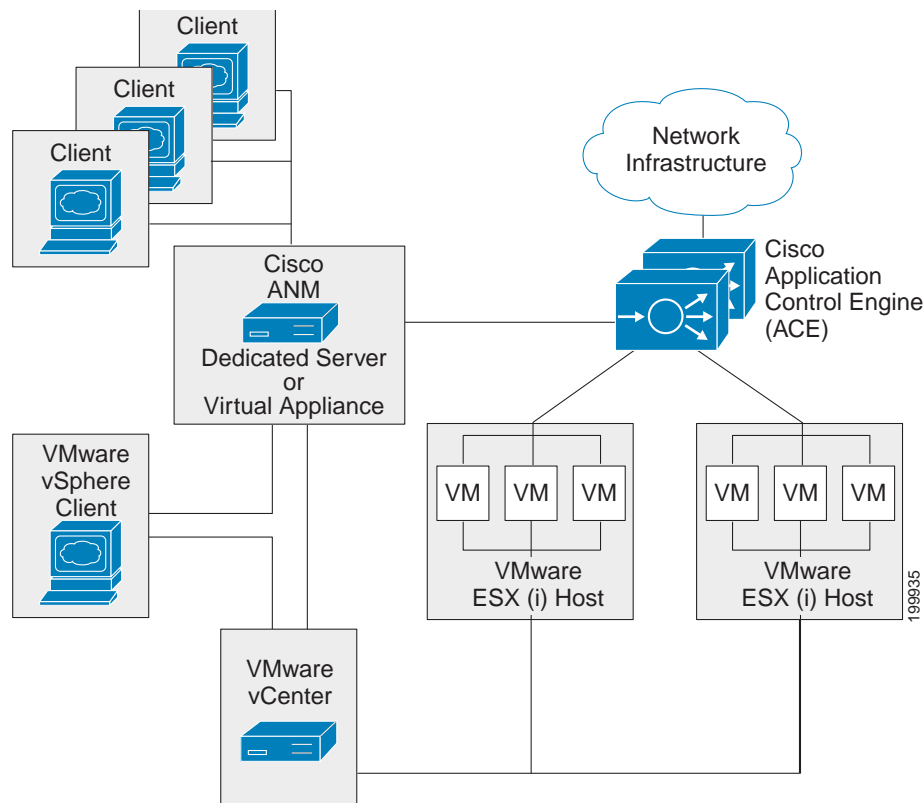 Client
Client
Client
Network
Infrastructure
Cisco
ANM
Dedicated Server
or
Virtual Appliance
Cisco
Application
Control Engine
(ACE)
VMware
vSphere
Client
VM
VM
VM
VMware
ESX (i) Host
VM
VM
VM
VMware
ESX (i) Host
199935
VMware
vCenter